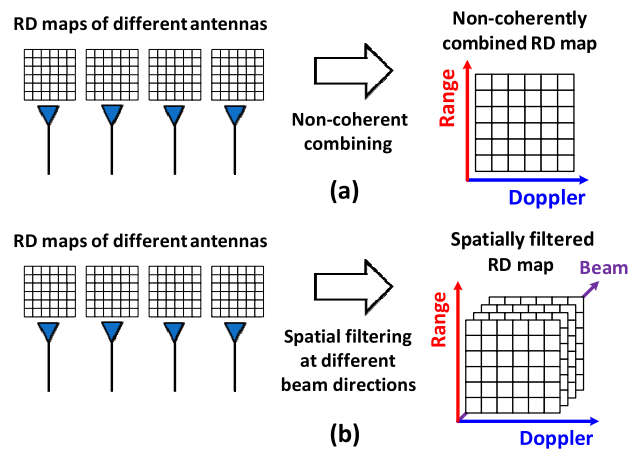 RD maps of different antennas
Non-coherent
combining
Non-coherently
combined RD map
Range
Doppler
(a)
RD maps of different antennas
Spatial filtering
at different
beam directions
Spatially filtered
RD map
Beam
Range
Doppler
(b)